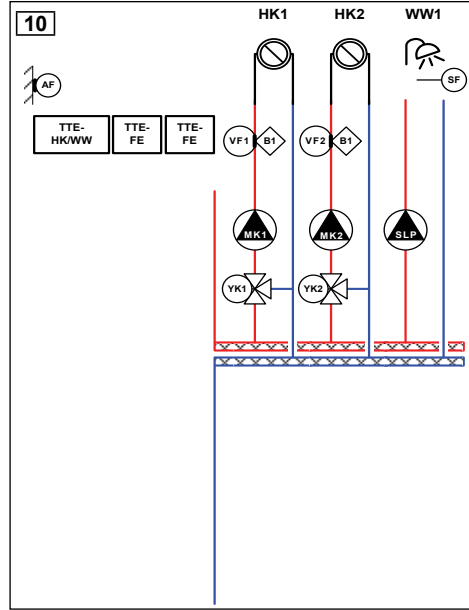 10
HK1 HK2 WW1
AF
SF
TTE-
HK/WW
TTE-
FE
TTE-
FE
VF1 B1 VF2 B1
MK1 MK2 SLP
YK1 YK2